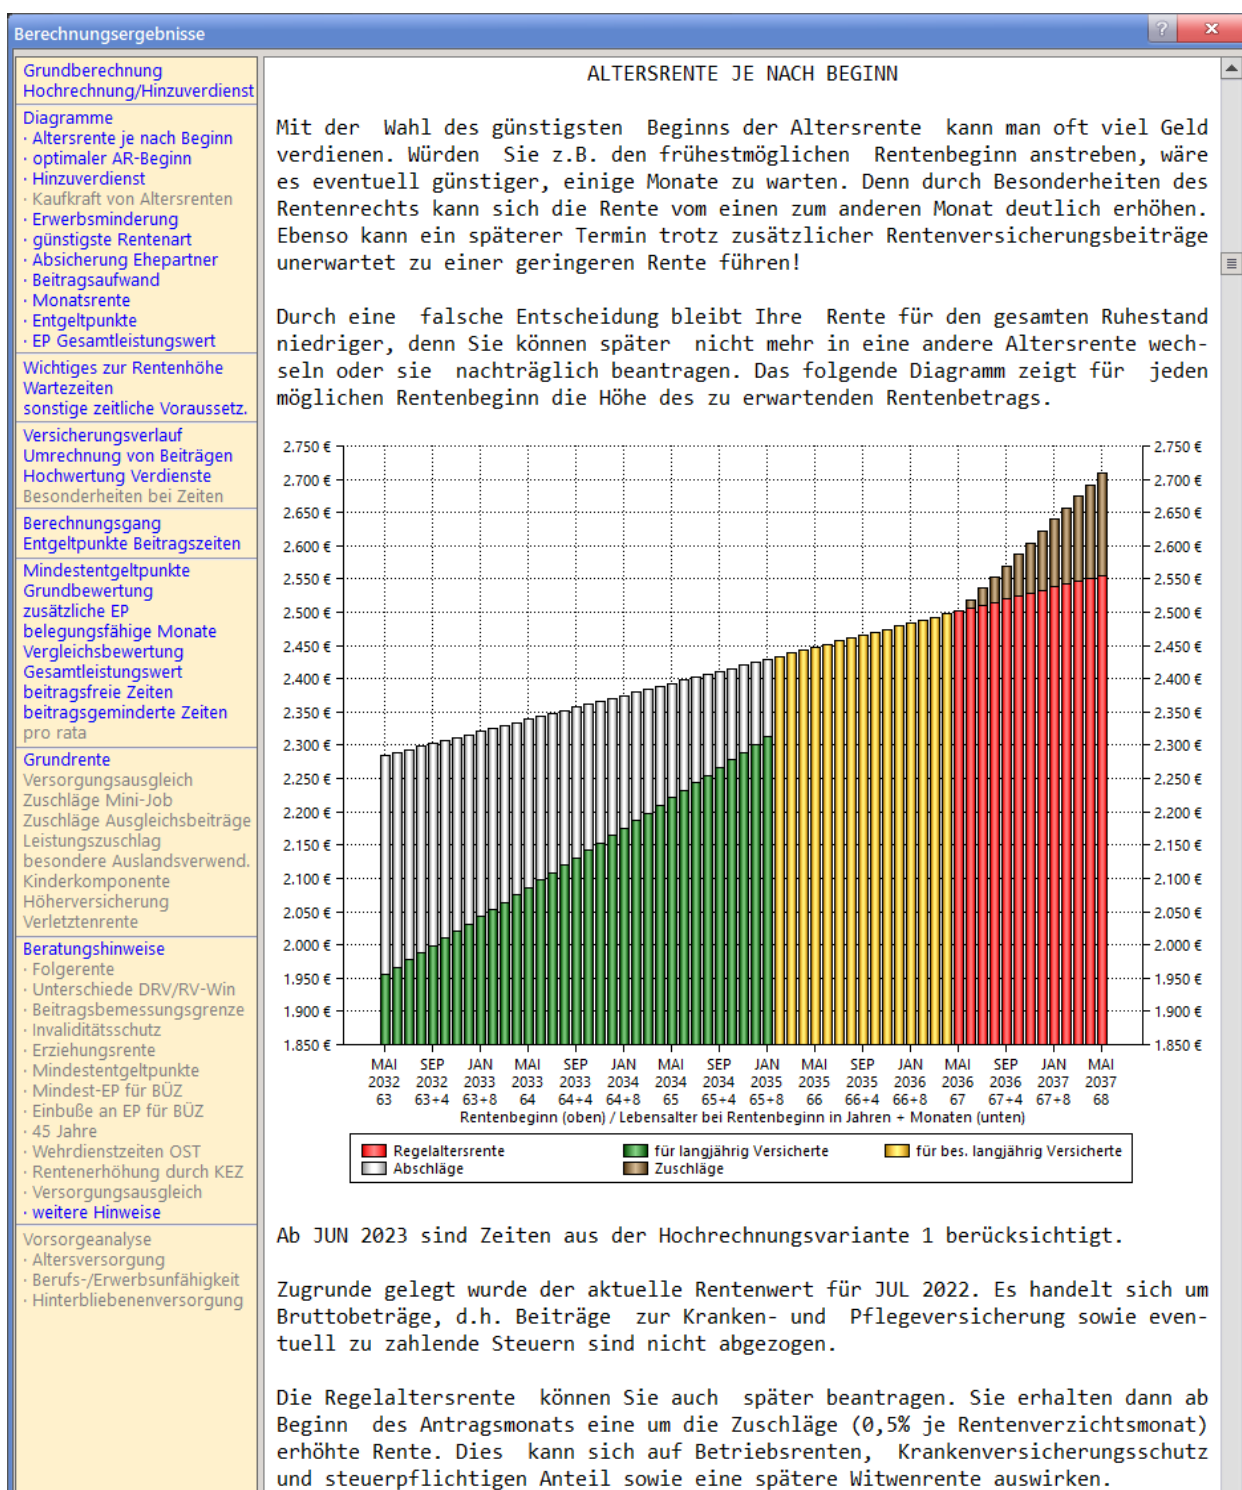 Berechnungsergebnisse
Grundberechnung
Hochrechnung/Hinzuverdienst
Diagramme
· Altersrente je nach Beginn
· optimaler AR-Beginn
· Hinzuverdienst
· Kaufkraft von Altersrenten
· Erwerbsminderung
· günstigste Rentenart
· Absicherung Ehepartner
· Beitragsaufwand
· Monatsrente
· Entgeltpunkte
· EP Gesamtleistungswert
Wichtiges zur Rentenhöhe
Wartezeiten
sonstige zeitliche Voraussetz.
Versicherungsverlauf
Umrechnung von Beiträgen
Hochwertung Verdienste
Besonderheiten bei Zeiten
Berechnungsgang
Entgeltpunkte Beitragszeiten
Mindestentgeltpunkte
Grundbewertung
zusätzliche EP
belegungsfähige Monate
Vergleichsbewertung
Gesamtleistungswert
beitragsfreie Zeiten
beitragsgeminderte Zeiten
pro rata
Grundrente
Versorgungsausgleich
Zuschläge Mini-Job
Zuschläge Ausgleichsbeiträge
Leistungszuschlag
besondere Auslandsverwend.
Kinderkomponente
Höherversicherung
Verletztenrente
Beratungshinweise
· Folgerente
· Unterschiede DRV/RV-Win
· Beitragsbemessungsgrenze
· Invaliditätsschutz
· Erziehungsrente
· Mindestentgeltpunkte
· Mindest-EP für BÜZ
· Einbuße an EP für BÜZ
· 45 Jahre
· Wehrdienstzeiten OST
· Rentenerhöhung durch KEZ
· Versorgungsausgleich
· weitere Hinweise
Vorsorgeanalyse
· Altersversorgung
· Berufs-/Erwerbsunfähigkeit
· Hinterbliebenenversorgung
ALTERSRENTE JE NACH BEGINN
Mit der Wahl des günstigsten Beginns der Altersrente kann man oft viel Geld
verdienen. Würden Sie z.B. den frühestmöglichen Rentenbeginn anstreben, wäre
es eventuell günstiger, einige Monate zu warten. Denn durch Besonderheiten des
Rentenrechts kann sich die Rente vom einen zum anderen Monat deutlich erhöhen.
Ebenso kann ein späterer Termin trotz zusätzlicher Rentenversicherungsbeiträge
unerwartet zu einer geringeren Rente führen!
Durch eine falsche Entscheidung bleibt Ihre Rente für den gesamten Ruhestand
niedriger, denn Sie können später nicht mehr in eine andere Altersrente wech-
seln oder sie nachträglich beantragen. Das folgende Diagramm zeigt für jeden
möglichen Rentenbeginn die Höhe des zu erwartenden Rentenbetrags.
2.750 € 2.750 €
2.700 € 2.700 €
2.650 € 2.650 €
2.600 € 2.600 €
2.550 € 2.550 €
2.500 € 2.500 €
2.450 € 2.450 €
2.400 € 2.400 €
2.350 € 2.350 €
2.300 € 2.300 €
2.250 € 2.250 €
2.200 € 2.200 €
2.150 € 2.150 €
2.100 € 2.100 €
2.050 € 2.050 €
2.000 € 2.000 €
1.950 € 1.950 €
1.900 € 1.900 €
1.850 € 1.850 €
MAI SEP JAN MAI SEP JAN MAI SEP JAN MAI SEP JAN MAI SEP JAN MAI
2032 2032 2033 2033 2033 2034 2034 2034 2035 2035 2035 2036 2036 2036 2037 2037
63 63+4 63+8 64 64+4 64+8 65 65+4 65+8 66 66+4 66+8 67 67+4 67+8 68
Rentenbeginn (oben) / Lebensalter bei Rentenbeginn in Jahren + Monaten (unten)
Regelaltersrente für langjährig Versicherte für bes. langjährig Versicherte
Abschläge Zuschläge
Ab JUN 2023 sind Zeiten aus der Hochrechnungsvariante 1 berücksichtigt.
Zugrunde gelegt wurde der aktuelle Rentenwert für JUL 2022. Es handelt sich um
Bruttobeträge, d.h. Beiträge zur Kranken- und Pflegeversicherung sowie even-
tuell zu zahlende Steuern sind nicht abgezogen.
Die Regelaltersrente können Sie auch später beantragen. Sie erhalten dann ab
Beginn des Antragsmonats eine um die Zuschläge (0,5% je Rentenverzichtsmonat)
erhöhte Rente. Dies kann sich auf Betriebsrenten, Krankenversicherungsschutz
und steuerpflichtigen Anteil sowie eine spätere Witwenrente auswirken.